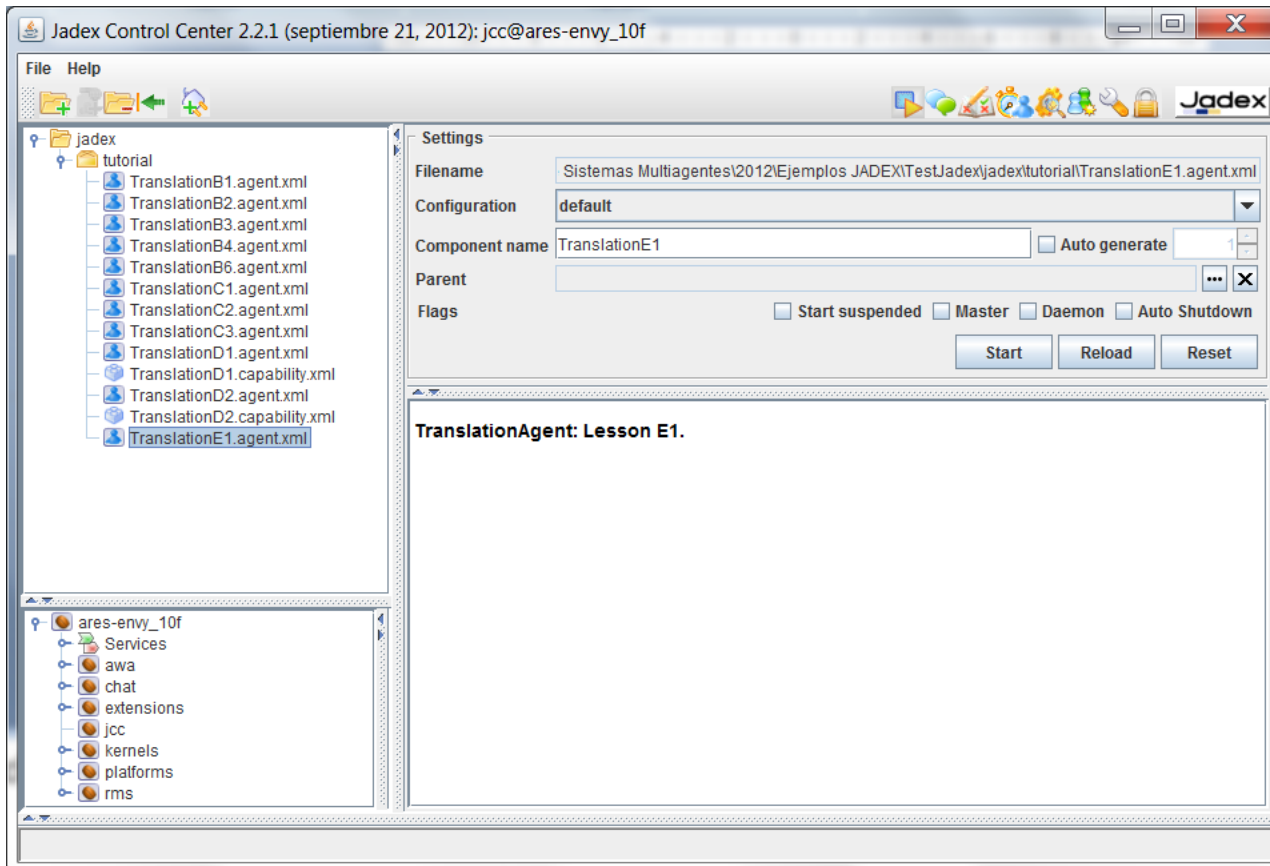 Jadex Control Center 2.2.1 (septiembre 21, 2012): jcc@ares-envy_10f
File Help
Jadex
jadex
tutorial
TranslationB1.agent.xml
TranslationB2.agent.xml
TranslationB3.agent.xml
TranslationB4.agent.xml
TranslationB6.agent.xml
TranslationC1.agent.xml
TranslationC2.agent.xml
TranslationC3.agent.xml
TranslationD1.agent.xml
TranslationD1.capability.xml
TranslationD2.agent.xml
TranslationD2.capability.xml
TranslationE1.agent.xml
ares-envy_10f
Services
awa
chat
extensions
jcc
kernels
platforms
rms
Settings
Filename Sistemas Multiagentes\2012\Ejemplos JADEX\TestJadex\jadex\tutorial\TranslationE1.agent.xml
Configuration default
Component name TranslationE1 Auto generate 1
Parent ...
Flags Start suspended Master Daemon Auto Shutdown
Start Reload Reset
TranslationAgent: Lesson E1.